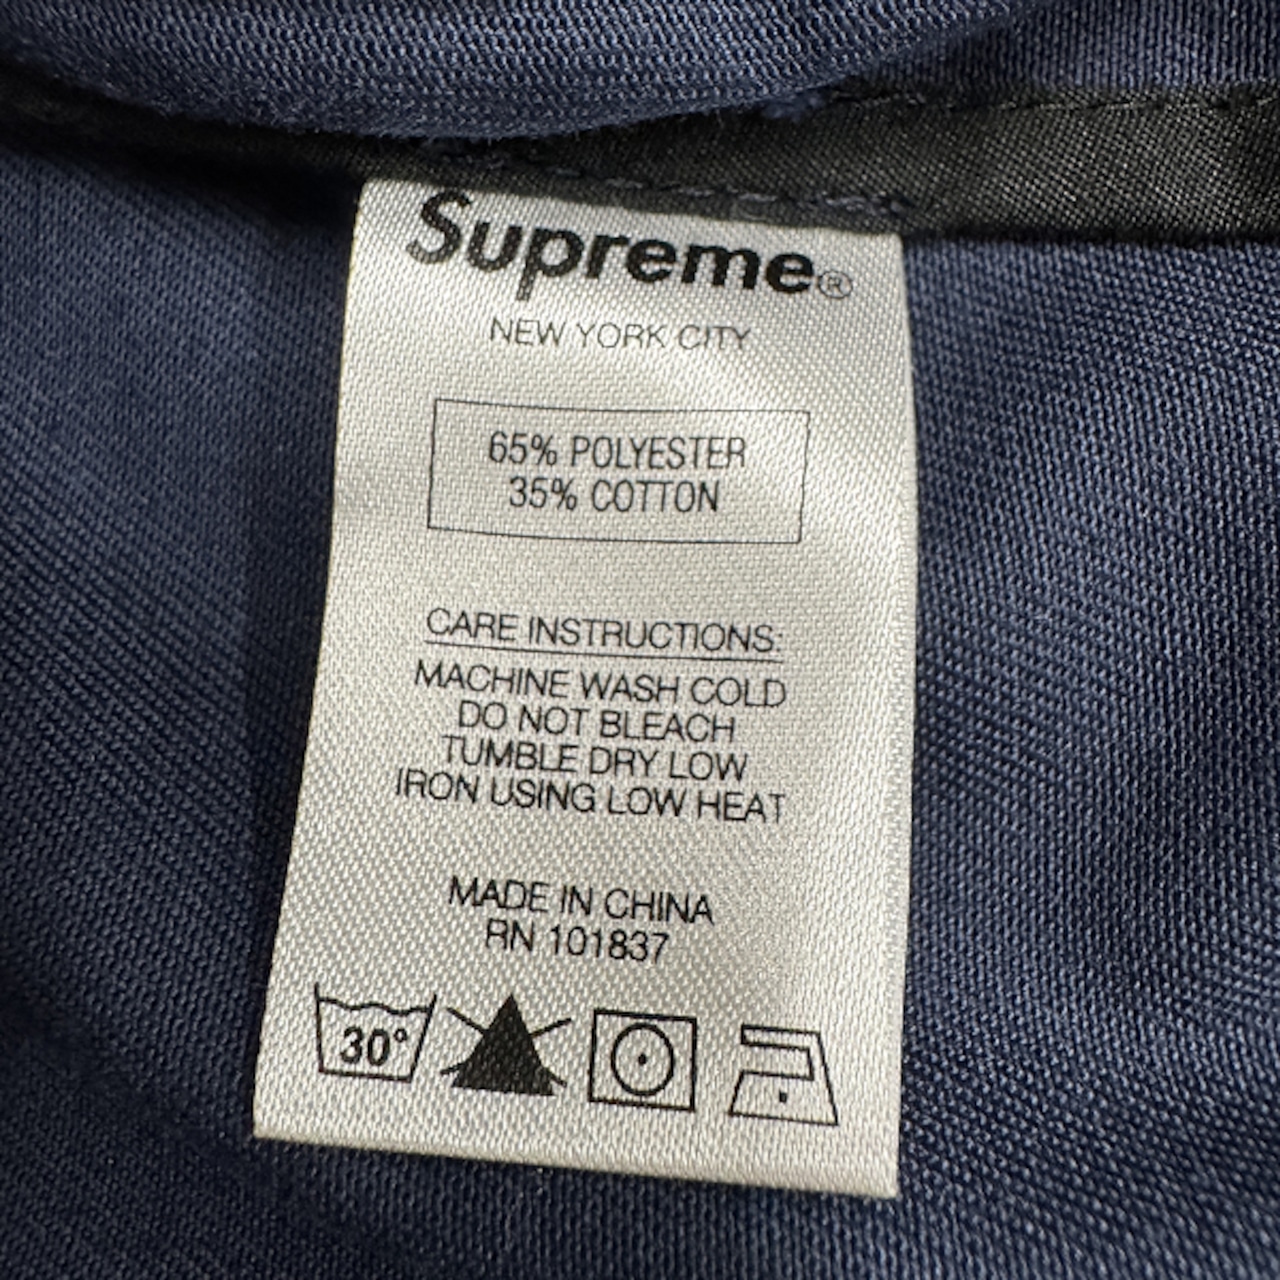 Supreme®
NEW YORK CITY
65% POLYESTER
35% COTTON
CARE INSTRUCTIONS:
MACHINE WASH COLD
DO NOT BLEACH
TUMBLE DRY LOW
IRON USING LOW HEAT
MADE IN CHINA
RN 101837
30°